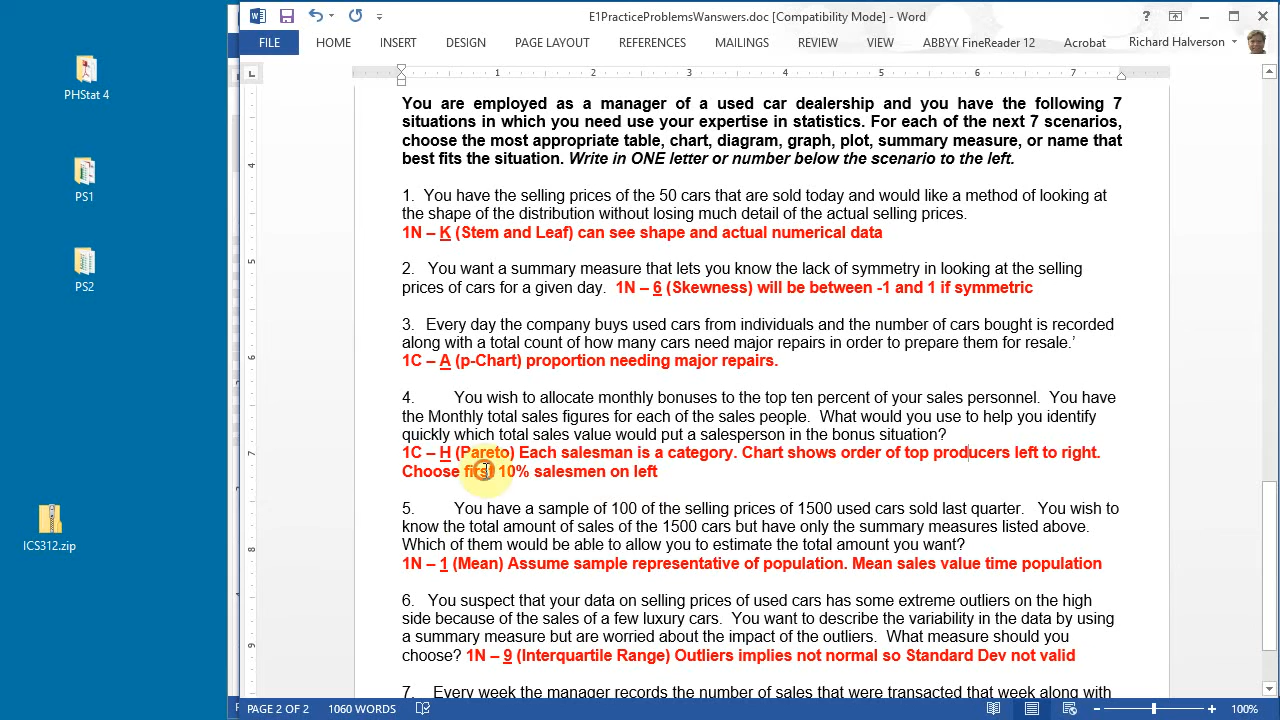 E1PracticeProblemsWanswers.doc [Compatibility Mode] - Word
?
FILE HOME INSERT DESIGN PAGE LAYOUT REFERENCES MAILINGS REVIEW VIEW ABBYY FineReader 12 Acrobat Richard Halverson
1 2 3 4 5 6 7
PHStat 4
PS1
PS2
ICS312.zip
4
5
6
7
8
9
You are employed as a manager of a used car dealership and you have the following 7
situations in which you need use your expertise in statistics. For each of the next 7 scenarios,
choose the most appropriate table, chart, diagram, graph, plot, summary measure, or name that
best fits the situation. Write in ONE letter or number below the scenario to the left.
1. You have the selling prices of the 50 cars that are sold today and would like a method of looking at
the shape of the distribution without losing much detail of the actual selling prices.
1N – K (Stem and Leaf) can see shape and actual numerical data
2. You want a summary measure that lets you know the lack of symmetry in looking at the selling
prices of cars for a given day. 1N – 6 (Skewness) will be between -1 and 1 if symmetric
3. Every day the company buys used cars from individuals and the number of cars bought is recorded
along with a total count of how many cars need major repairs in order to prepare them for resale.’
1C – A (p-Chart) proportion needing major repairs.
4. You wish to allocate monthly bonuses to the top ten percent of your sales personnel. You have
the Monthly total sales figures for each of the sales people. What would you use to help you identify
quickly which total sales value would put a salesperson in the bonus situation?
1C – H (Pareto) Each salesman is a category. Chart shows order of top producers left to right.
Choose first 10% salesmen on left
5. You have a sample of 100 of the selling prices of 1500 used cars sold last quarter. You wish to
know the total amount of sales of the 1500 cars but have only the summary measures listed above.
Which of them would be able to allow you to estimate the total amount you want?
1N – 1 (Mean) Assume sample representative of population. Mean sales value time population
6. You suspect that your data on selling prices of used cars has some extreme outliers on the high
side because of the sales of a few luxury cars. You want to describe the variability in the data by using
a summary measure but are worried about the impact of the outliers. What measure should you
choose? 1N – 9 (Interquartile Range) Outliers implies not normal so Standard Dev not valid
7. Every week the manager records the number of sales that were transacted that week along with
PAGE 2 OF 2 1060 WORDS 100%